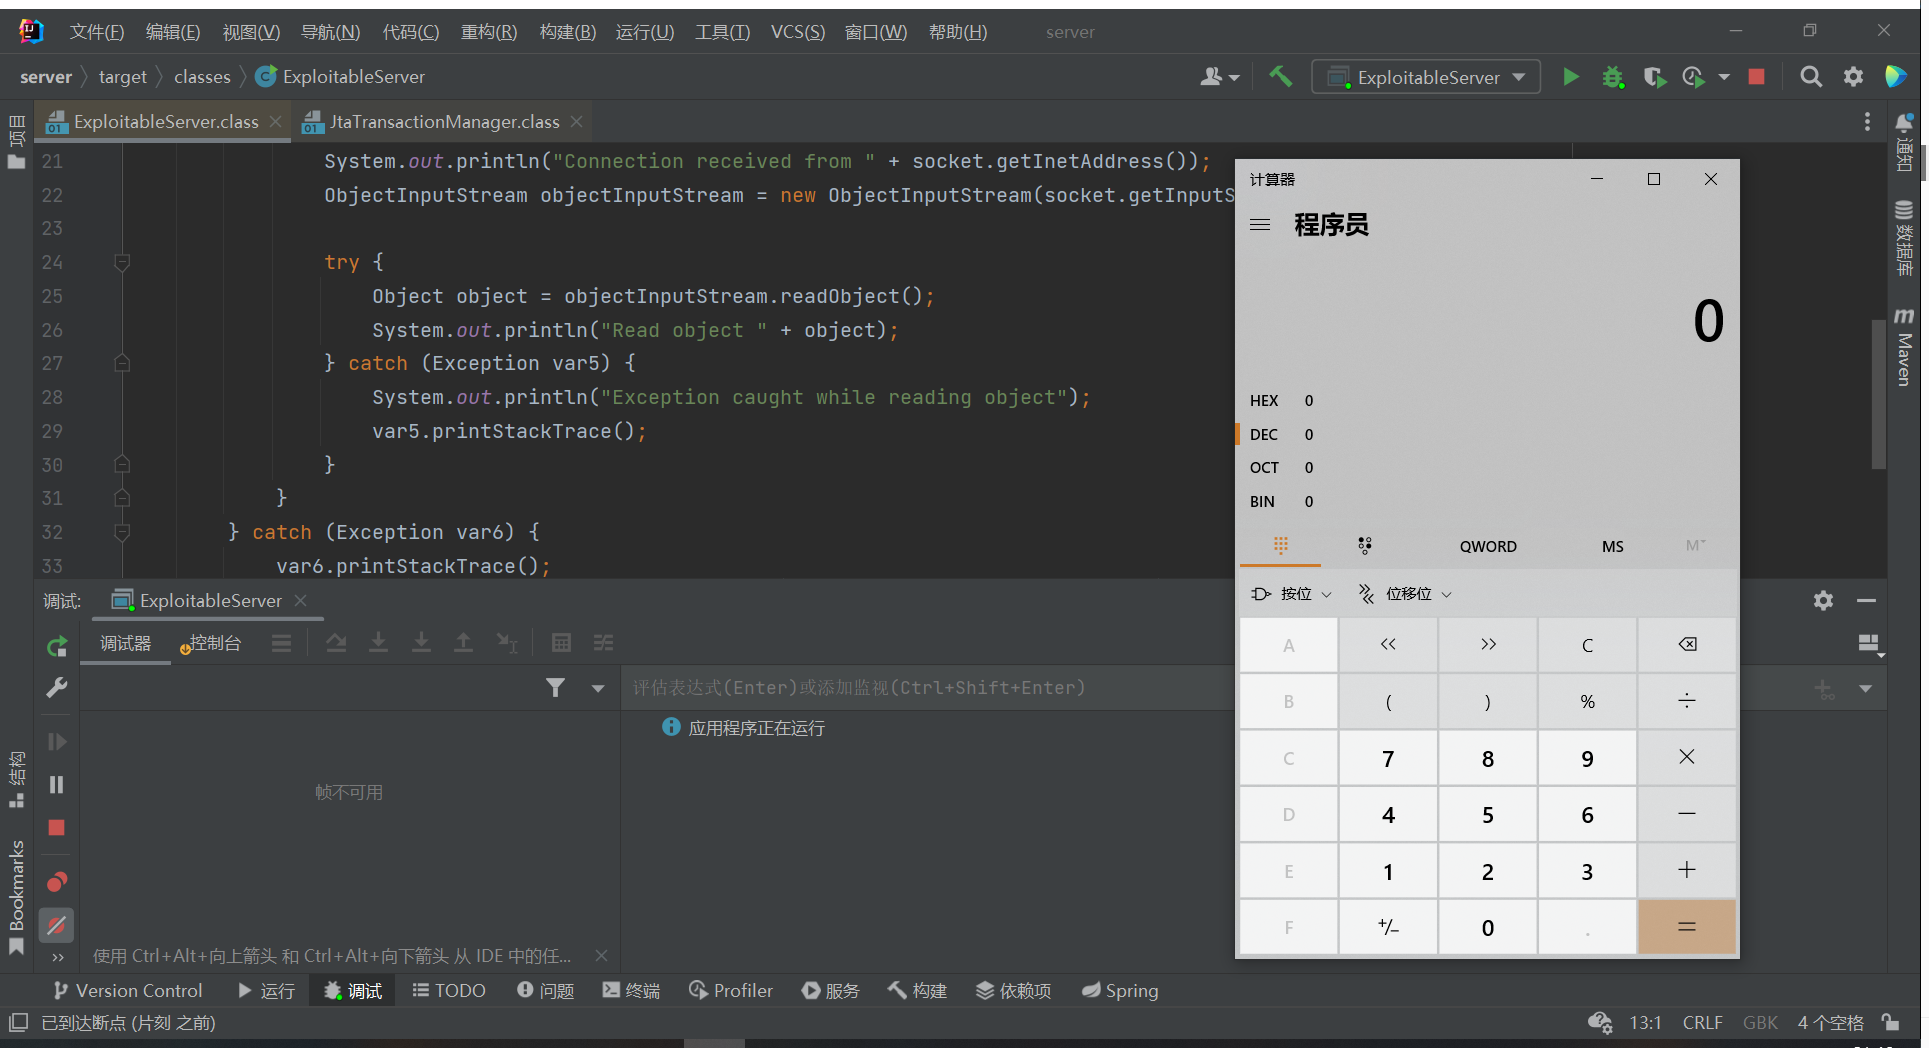 文件(F) 编辑(E) 视图(V) 导航(N) 代码(C) 重构(R) 构建(B) 运行(U) 工具(T) VCS(S) 窗口(W) 帮助(H) server
server target classes ExploitableServer ExploitableServer
ExploitableServer.class JtaTransactionManager.class
项目
通知
数据库
Maven
结构
Bookmarks
21 System.out.println("Connection received from " + socket.getInetAddress());
22 ObjectInputStream objectInputStream = new ObjectInputStream(socket.getInputS
23
24 try {
25 Object object = objectInputStream.readObject();
26 System.out.println("Read object " + object);
27 } catch (Exception var5) {
28 System.out.println("Exception caught while reading object");
29 var5.printStackTrace();
30 }
31 }
32 } catch (Exception var6) {
33 var6.printStackTrace();
计算器
程序员
0
HEX 0
DEC 0
OCT 0
BIN 0
QWORD MS M˅
按位 位移位
A << >> C
B ( ) % ÷
C 7 8 9 ×
D 4 5 6 −
E 1 2 3 +
F +/− 0 . =
调试: ExploitableServer
调试器 控制台
评估表达式(Enter)或添加监视(Ctrl+Shift+Enter)
应用程序正在运行
帧不可用
使用 Ctrl+Alt+向上箭头 和 Ctrl+Alt+向下箭头 从 IDE 中的任...
Version Control 运行 调试 TODO 问题 终端 Profiler 服务 构建 依赖项 Spring
已到达断点 (片刻 之前) 13:1 CRLF GBK 4 个空格